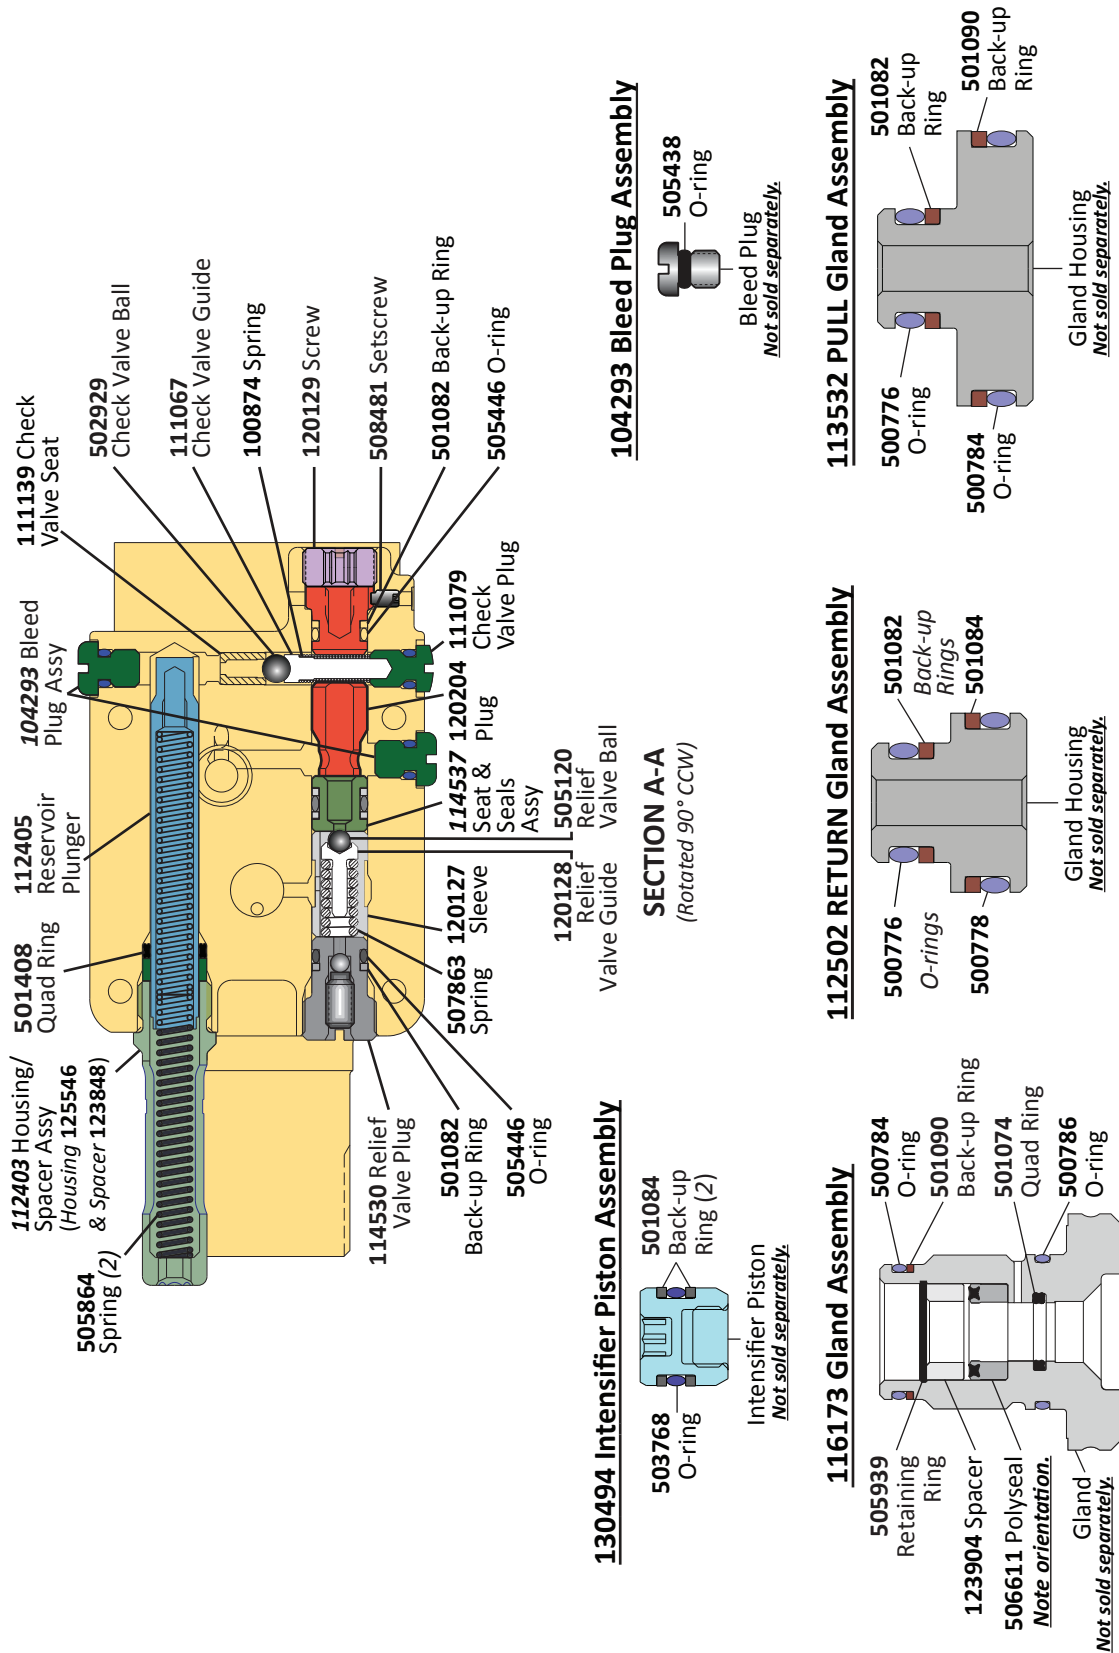 112403 Housing/
Spacer Assy
(Housing 125546
& Spacer 123848)
505864
Spring (2)
501408
Quad Ring
112405
Reservoir
Plunger
104293 Bleed
Plug Assy
111139 Check
Valve Seat
502929
Check Valve Ball
111067
Check Valve Guide
100874 Spring
120129 Screw
508481 Setscrew
501082 Back-up Ring
505446 O-ring
111079
Check
Valve Plug
120204
Plug
114537
Seat &
Seals
Assy
505120
Relief
Valve Ball
120128
Relief
Valve Guide
120127
Sleeve
507863
Spring
114530 Relief
Valve Plug
501082
Back-up Ring
505446
O-ring
SECTION A-A
(Rotated 90° CCW)
130494 Intensifier Piston Assembly
501084
Back-up
Ring (2)
503768
O-ring
Intensifier Piston
Not sold separately.
104293 Bleed Plug Assembly
505438
O-ring
Bleed Plug
Not sold separately.
116173 Gland Assembly
505939
Retaining
Ring
123904 Spacer
506611 Polyseal
Note orientation.
Gland
Not sold separately.
500784
O-ring
501090
Back-up Ring
501074
Quad Ring
500786
O-ring
112502 RETURN Gland Assembly
500776
O-rings
500778
501082
Back-up
Rings
501084
Gland Housing
Not sold separately.
113532 PULL Gland Assembly
500776
O-ring
500784
O-ring
501082
Back-up
Ring
501090
Back-up
Ring
Gland Housing
Not sold separately.